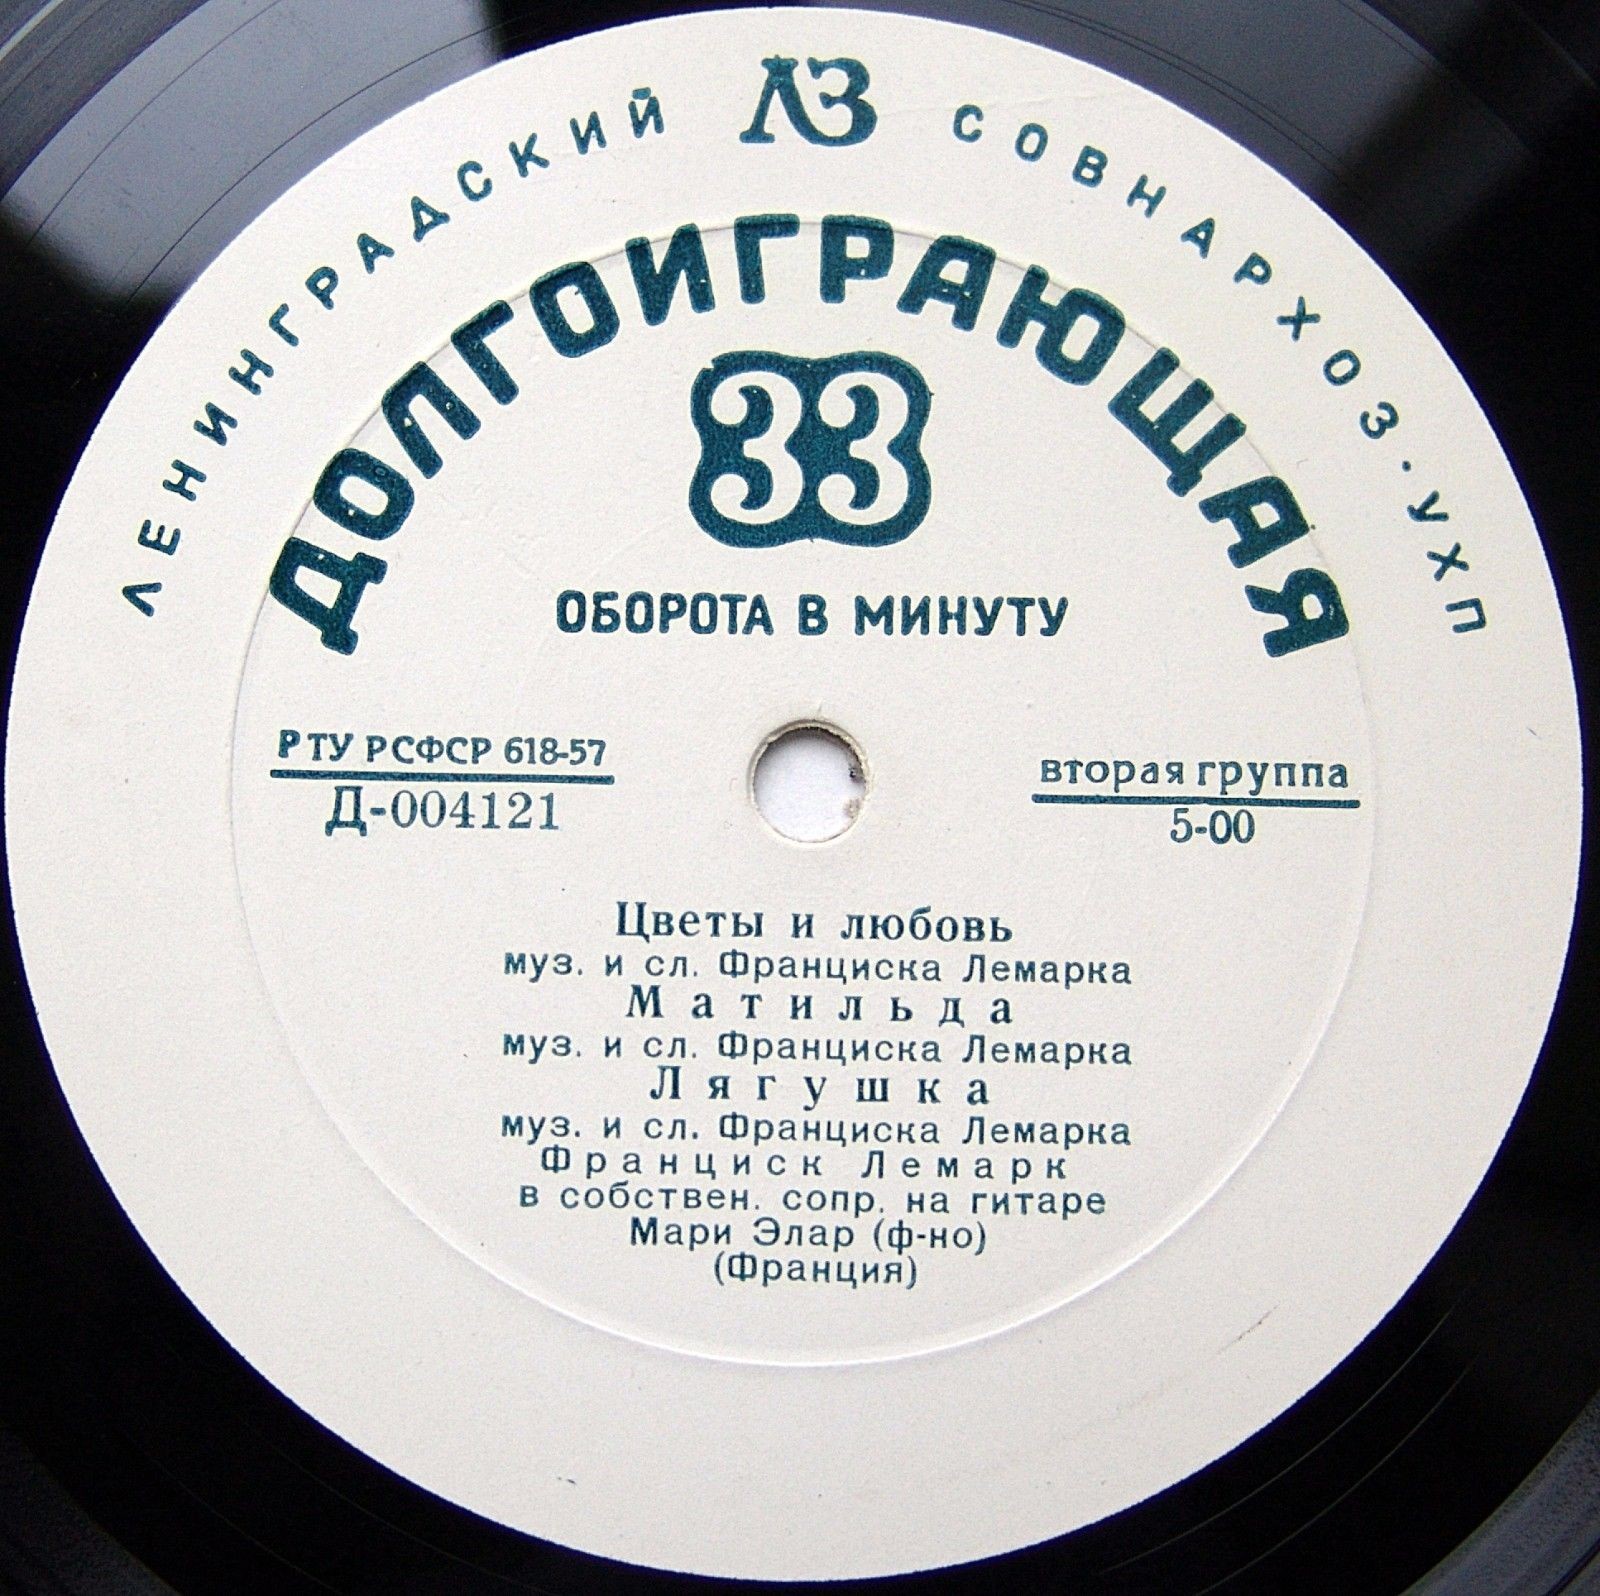 ЛЕНИНГРАДСКИЙ ЛЗ СОВНАРХОЗ · УХП
ДОЛГОИГРАЮЩАЯ
33
ОБОРОТА В МИНУТУ
РТУ РСФСР 618-57
Д-004121
вторая группа
5-00
Цветы и любовь
муз. и сл. Франциска Лемарка
Матильда
муз. и сл. Франциска Лемарка
Лягушка
муз. и сл. Франциска Лемарка
Франциск Лемарк
в собствен. сопр. на гитаре
Мари Элар (ф-но)
(Франция)